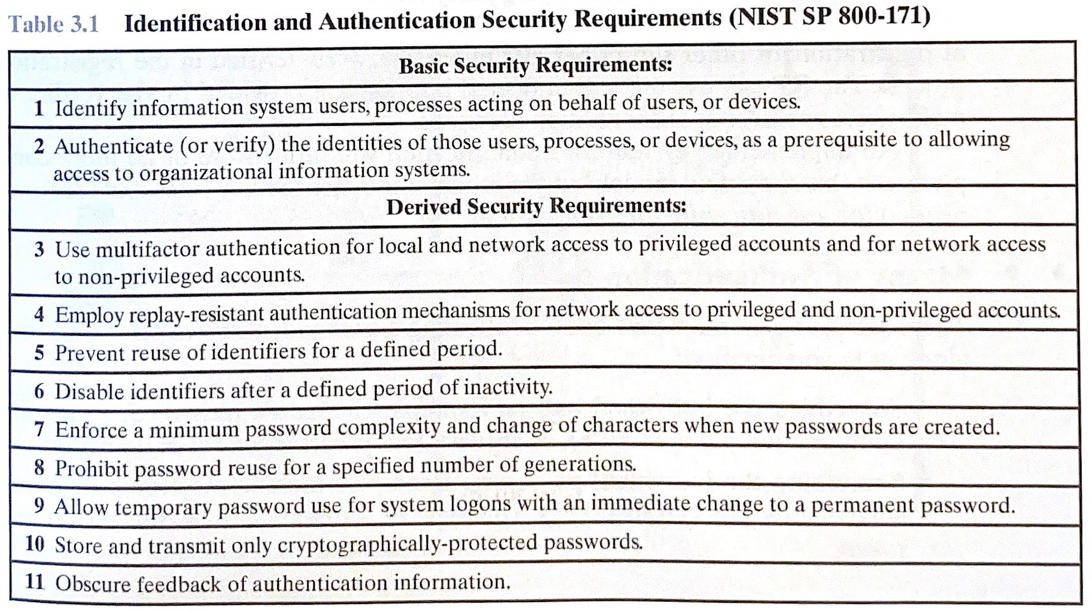 Table 3.1 Identification and Authentication Security Requirements (NIST SP 800-171)
Basic Security Requirements:
1 Identify information system users, processes acting on behalf of users, or devices.
2 Authenticate (or verify) the identities of those users, processes, or devices, as a prerequisite to allowing
access to organizational information systems.
Derived Security Requirements:
3 Use multifactor authentication for local and network access to privileged accounts and for network access
to non-privileged accounts.
4 Employ replay-resistant authentication mechanisms for network access to privileged and non-privileged accounts.
5 Prevent reuse of identifiers for a defined period.
6 Disable identifiers after a defined period of inactivity.
7 Enforce a minimum password complexity and change of characters when new passwords are created.
8 Prohibit password reuse for a specified number of generations.
9 Allow temporary password use for system logons with an immediate change to a permanent password.
10 Store and transmit only cryptographically-protected passwords.
11 Obscure feedback of authentication information.